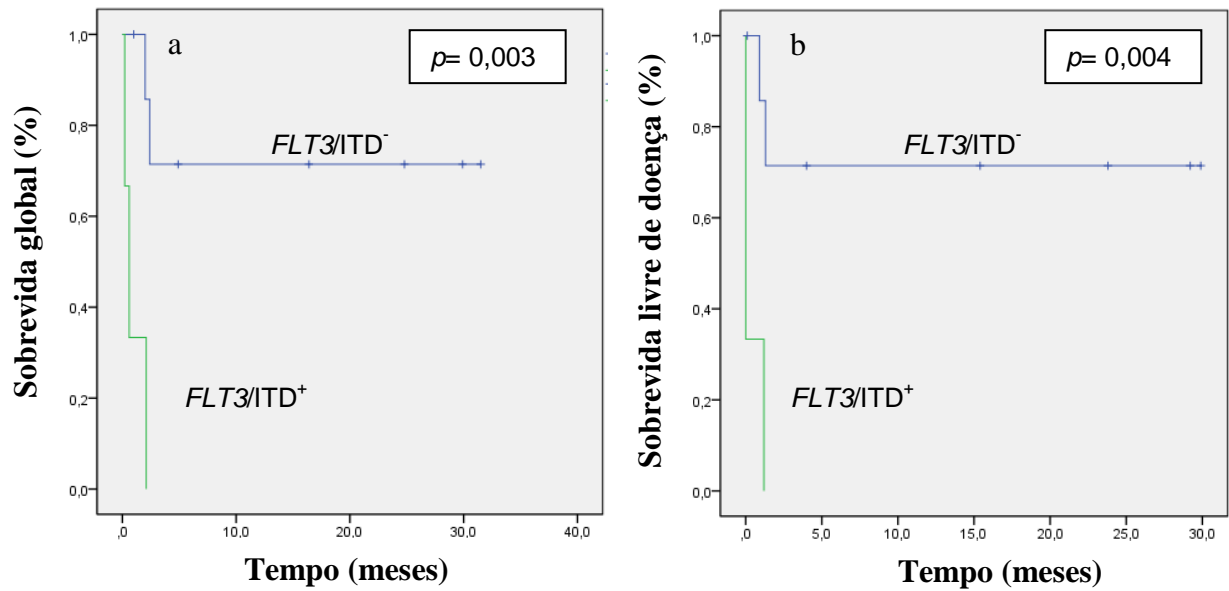 a
p= 0,003
Sobrevida global (%)
1,0
0,8
0,6
0,4
0,2
0,0
FLT3/ITD-
FLT3/ITD+
,0 10,0 20,0 30,0 40,0
Tempo (meses)
b
p= 0,004
Sobrevida livre de doença (%)
1,0
0,8
0,6
0,4
0,2
0,0
FLT3/ITD-
FLT3/ITD+
,0 5,0 10,0 15,0 20,0 25,0 30,0
Tempo (meses)